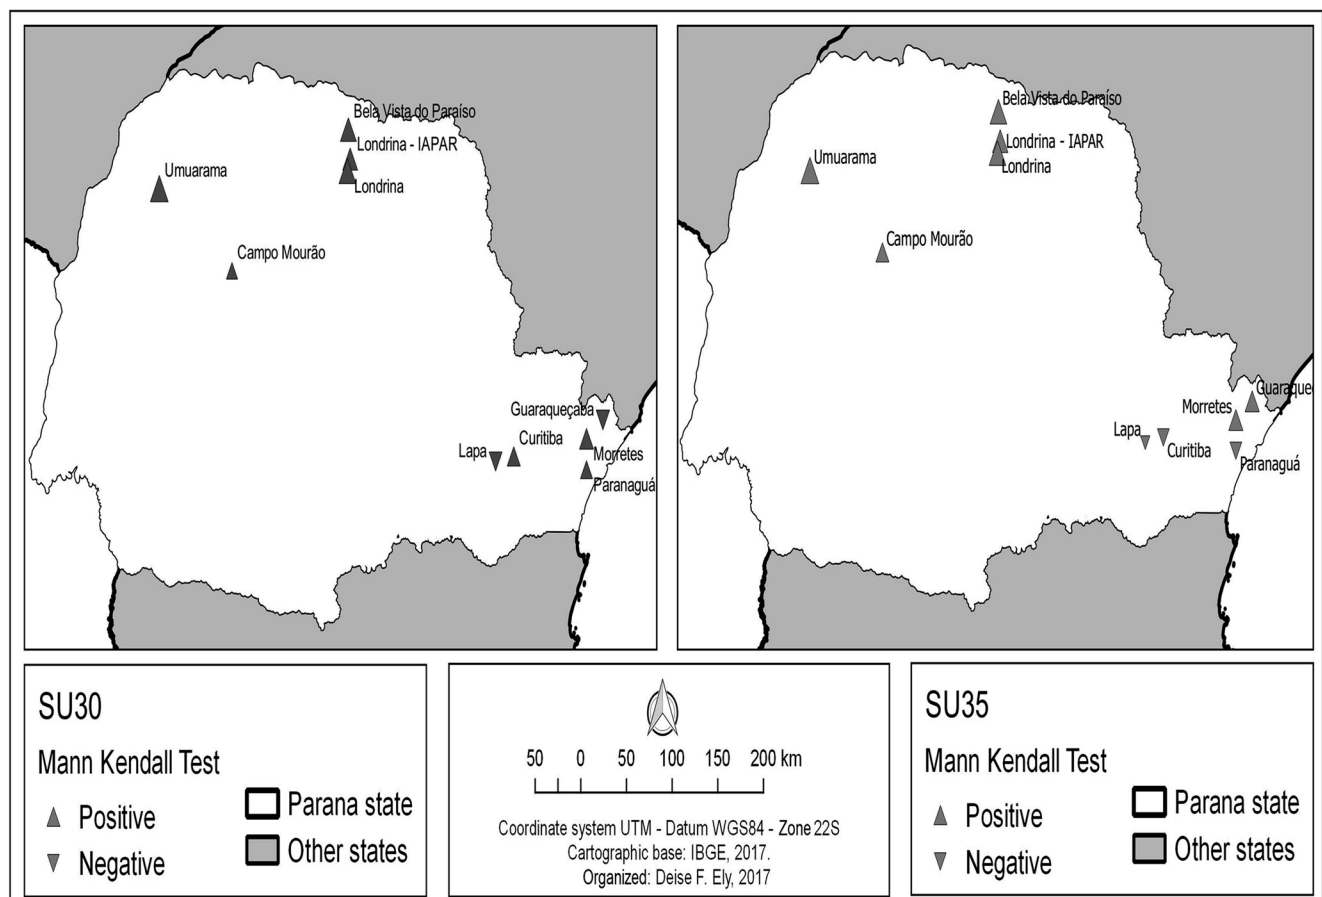 Bela Vista do Paraíso
Londrina - IAPAR
Umuarama
Londrina
Campo Mourão
Guaraqueçaba
Lapa
Curitiba
Morretes
Paranaguá
Bela Vista do Paraíso
Londrina - IAPAR
Umuarama
Londrina
Campo Mourão
Guaraque
Morretes
Lapa
Curitiba
Paranaguá
SU30
Mann Kendall Test
Positive
Negative
Parana state
Other states
50 0 50 100 150 200 km
Coordinate system UTM - Datum WGS84 - Zone 22S
Cartographic base: IBGE, 2017.
Organized: Deise F. Ely, 2017
SU35
Mann Kendall Test
Positive
Negative
Parana state
Other states